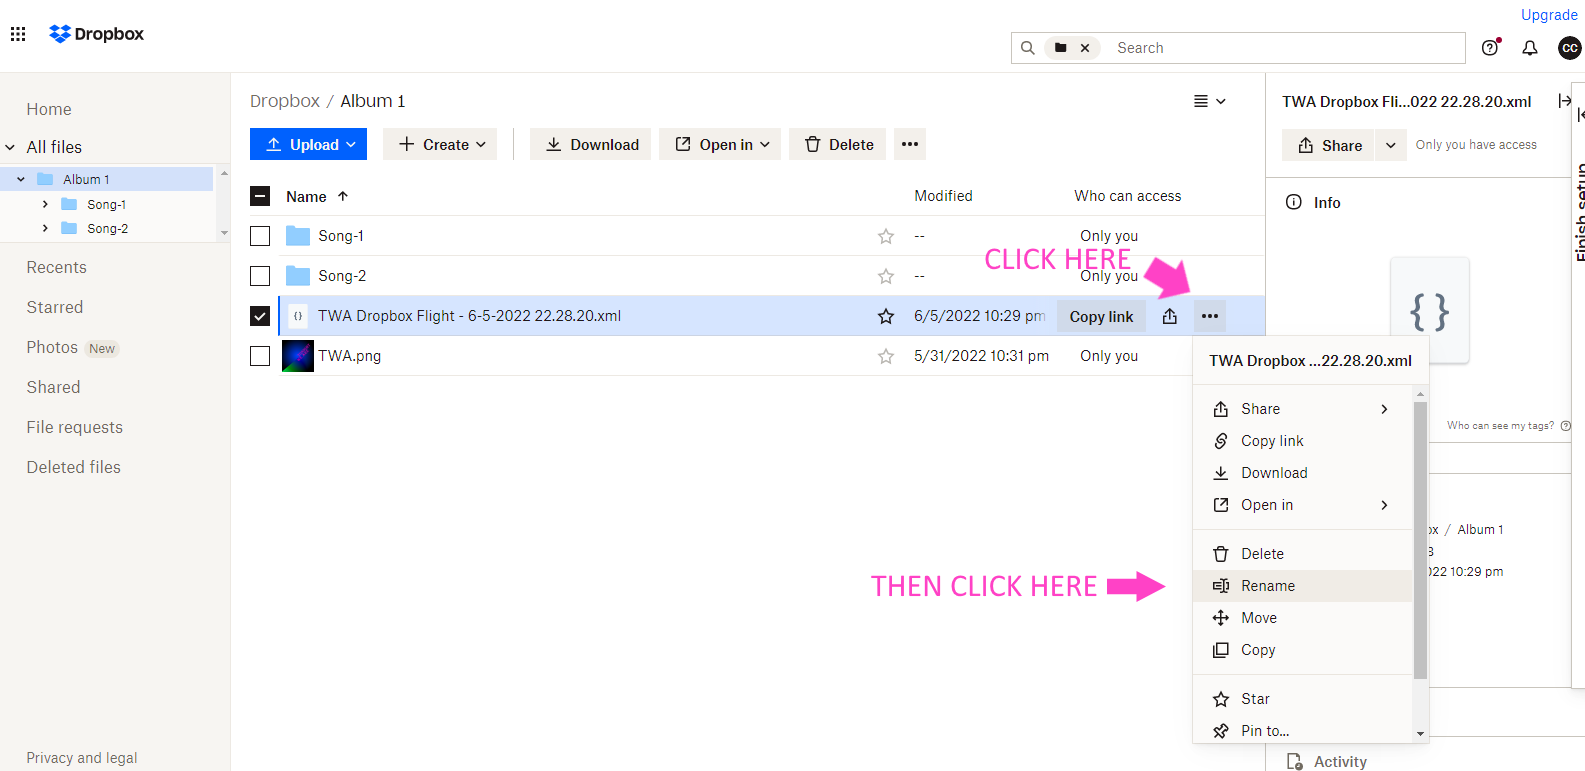 Upgrade
Dropbox
Search
CC
Home
All files
Album 1
Song-1
Song-2
Recents
Starred
Photos New
Shared
File requests
Deleted files
Privacy and legal
Dropbox / Album 1
Upload
Create
Download
Open in
Delete
Name
Modified
Who can access
Song-1 -- Only you
CLICK HERE
Song-2 -- Only you
{} TWA Dropbox Flight - 6-5-2022 22.28.20.xml 6/5/2022 10:29 pm Copy link
TWA.png 5/31/2022 10:31 pm Only you
TWA Dropbox ...22.28.20.xml
Share
Copy link
Download
Open in
Delete
THEN CLICK HERE
Rename
Move
Copy
Star
Pin to...
TWA Dropbox Fli...022 22.28.20.xml
Share
Only you have access
Info
Finish setup
{}
Who can see my tags?
/ Album 1
10:29 pm
Activity